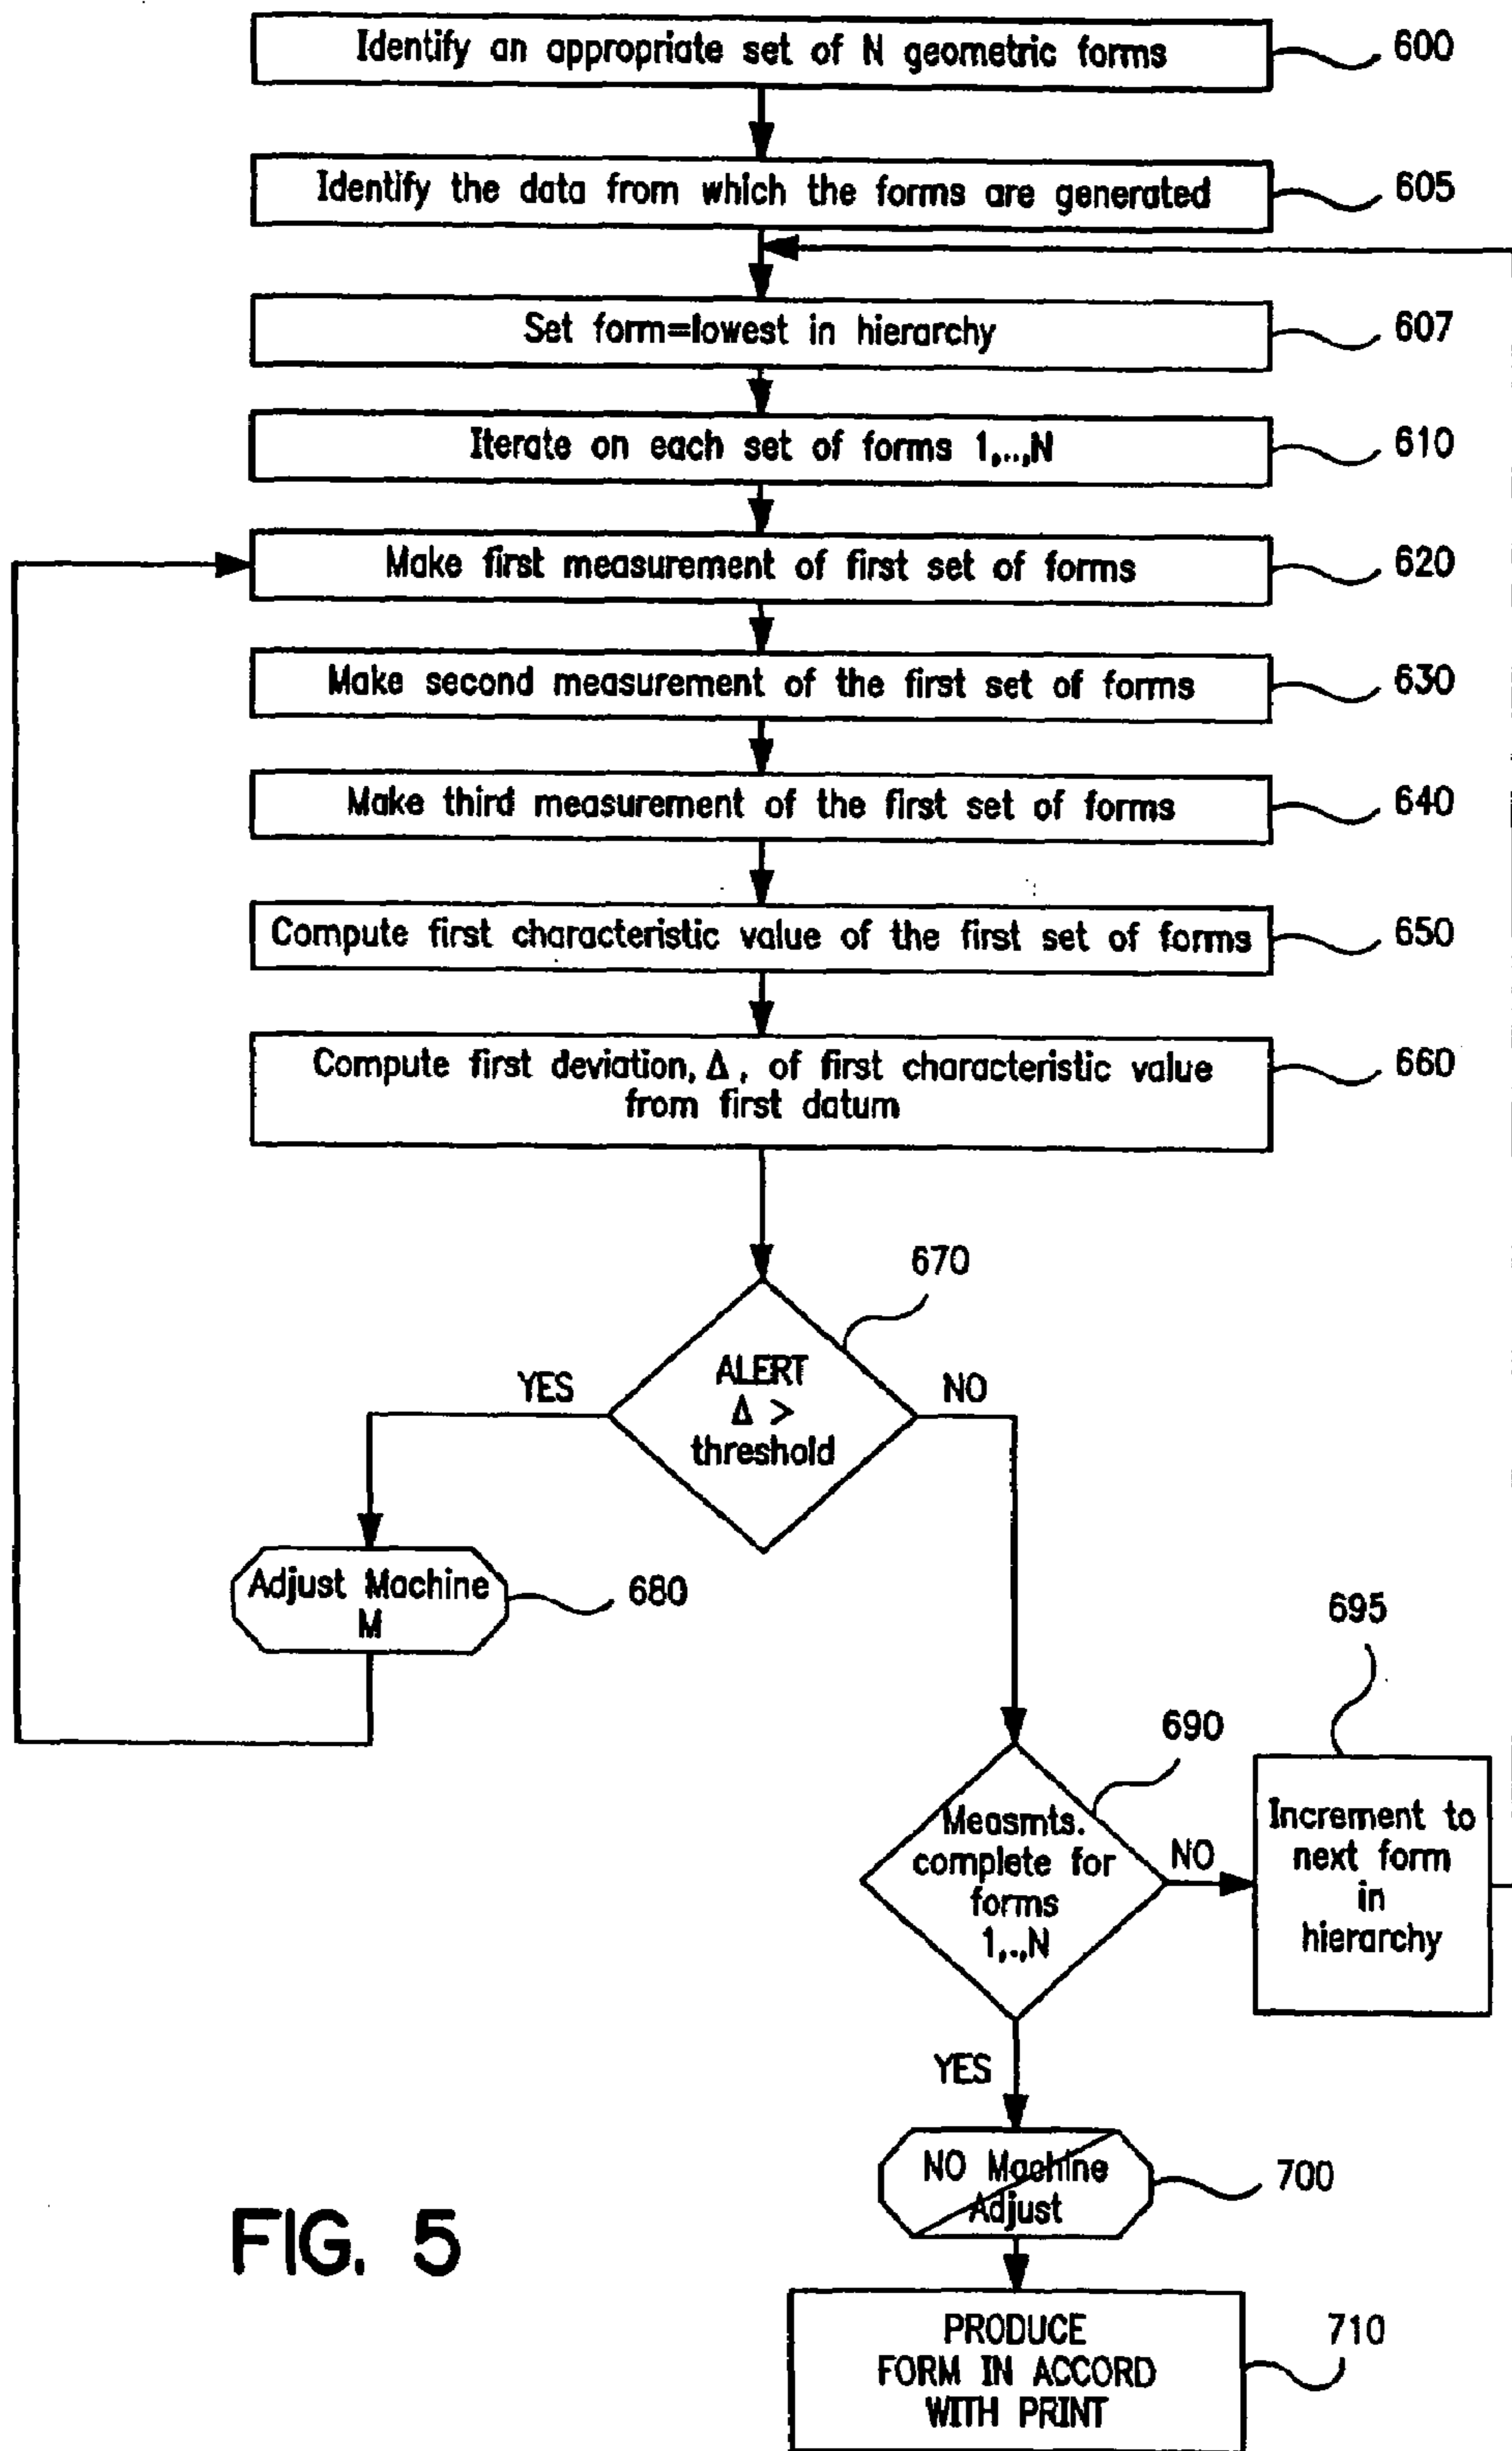 Identify an appropriate set of N geometric forms
600
Identify the data from which the forms are generated
605
Set form=lowest in hierarchy
607
Iterate on each set of forms 1,..,N
610
Make first measurement of first set of forms
620
Make second measurement of the first set of forms
630
Make third measurement of the first set of forms
640
Compute first characteristic value of the first set of forms
650
Compute first deviation, Δ, of first characteristic value
from first datum
660
670
ALERT
Δ >
threshold
YES
NO
Adjust Machine
M
680
695
690
Measmts.
complete for
forms
1,.,N
NO
Increment to
next form
in
hierarchy
YES
NO Machine
Adjust
700
FIG. 5
PRODUCE
FORM IN ACCORD
WITH PRINT
710